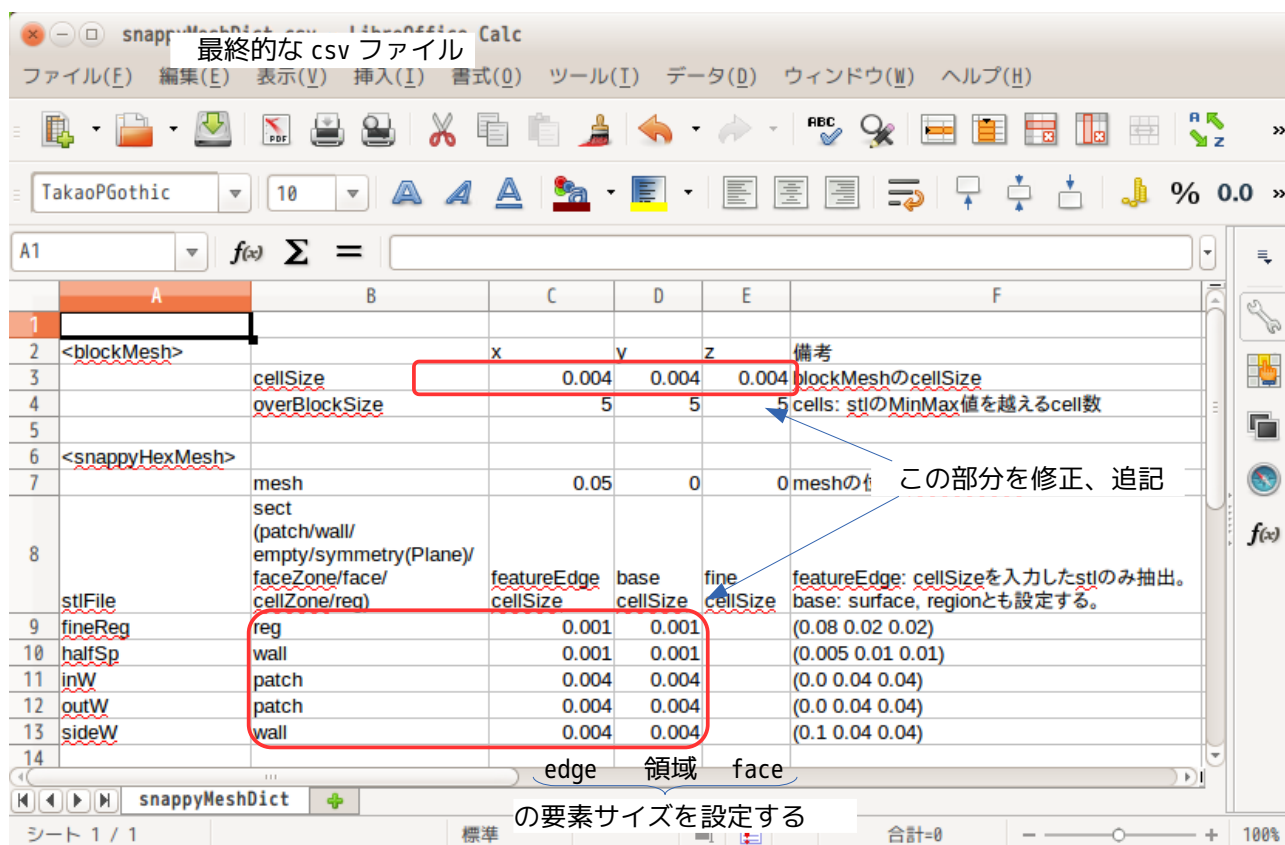 snappyMeshDict.csv - LibreOffice Calc
最終的な csv ファイル
ファイル(F) 編集(E) 表示(V) 挿入(I) 書式(O) ツール(T) データ(D) ウィンドウ(W) ヘルプ(H)
PDF ABC A Z
TakaoPGothic 10 % 0.0 »
A1 f(x) Σ =
A B C D E F
1
2 <blockMesh> x y z 備考
3 cellSize 0.004 0.004 0.004 blockMeshのcellSize
4 overBlockSize 5 5 5 cells: stlのMinMax値を越えるcell数
5
6 <snappyHexMesh>
この部分を修正、追記
7 mesh 0.05 0 0 meshの
sect
(patch/wall/
empty/symmetry(Plane)/
8 faceZone/face/ featureEdge base fine featureEdge: cellSizeを入力したstlのみ抽出。
stlFile cellZone/reg) cellSize cellSize cellSize base: surface, regionとも設定する。
9 fineReg reg 0.001 0.001 (0.08 0.02 0.02)
10 halfSp wall 0.001 0.001 (0.005 0.01 0.01)
11 inW patch 0.004 0.004 (0.0 0.04 0.04)
12 outW patch 0.004 0.004 (0.0 0.04 0.04)
13 sideW wall 0.004 0.004 (0.1 0.04 0.04)
14
edge 領域 face
の要素サイズを設定する
snappyMeshDict
シート 1 / 1 標準 合計=0 100%